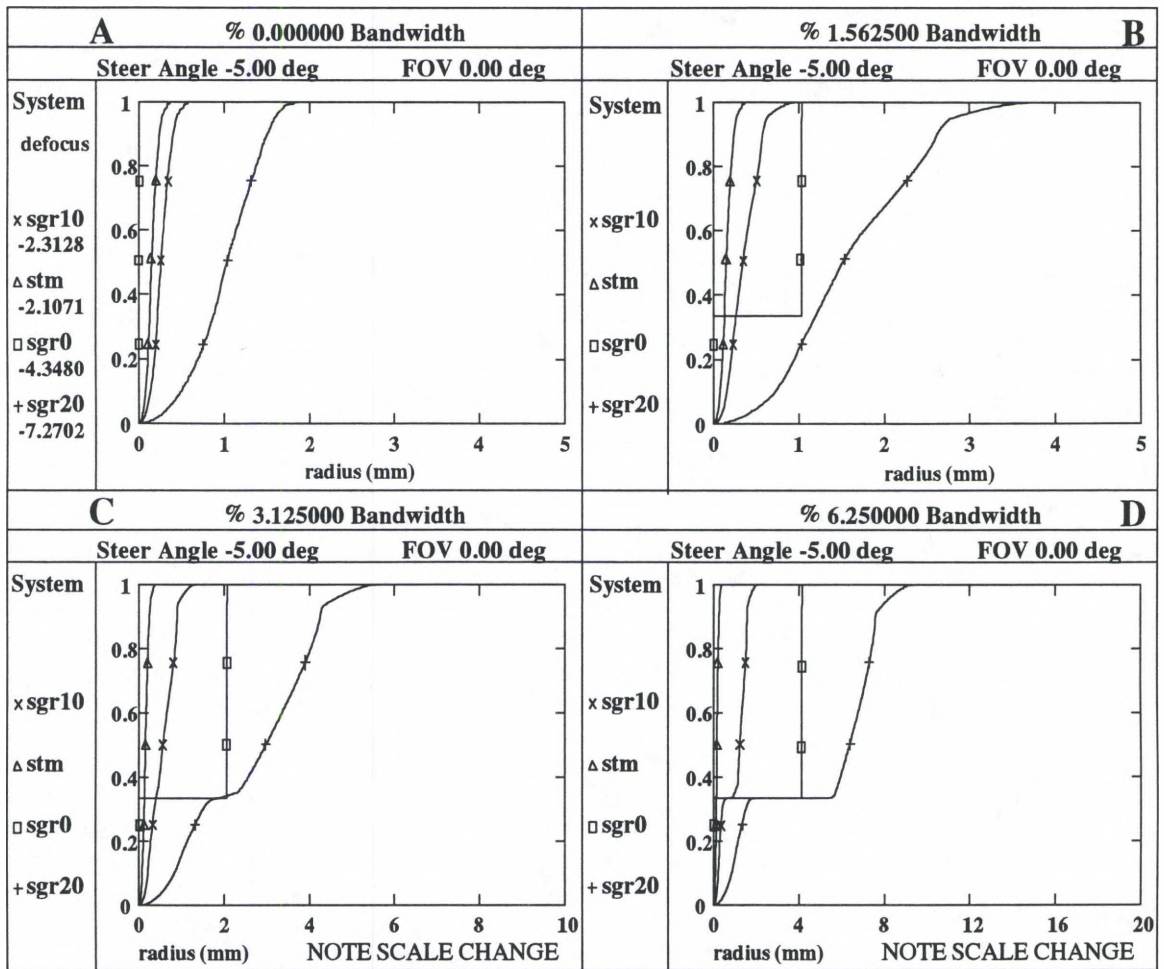 A % 0.000000 Bandwidth
Steer Angle -5.00 deg FOV 0.00 deg
System
defocus
x sgr10
-2.3128
△ stm
-2.1071
□ sgr0
-4.3480
+ sgr20
-7.2702
1
0.8
0.6
0.4
0.2
0
0 1 2 3 4 5
radius (mm)
% 1.562500 Bandwidth B
Steer Angle -5.00 deg FOV 0.00 deg
System
x sgr10
△ stm
□ sgr0
+ sgr20
1
0.8
0.6
0.4
0.2
0
0 1 2 3 4 5
radius (mm)
C % 3.125000 Bandwidth
Steer Angle -5.00 deg FOV 0.00 deg
System
x sgr10
△ stm
□ sgr0
+ sgr20
1
0.8
0.6
0.4
0.2
0
0 2 4 6 8 10
radius (mm) NOTE SCALE CHANGE
% 6.250000 Bandwidth D
Steer Angle -5.00 deg FOV 0.00 deg
System
x sgr10
△ stm
□ sgr0
+ sgr20
1
0.8
0.6
0.4
0.2
0
0 4 8 12 16 20
radius (mm) NOTE SCALE CHANGE